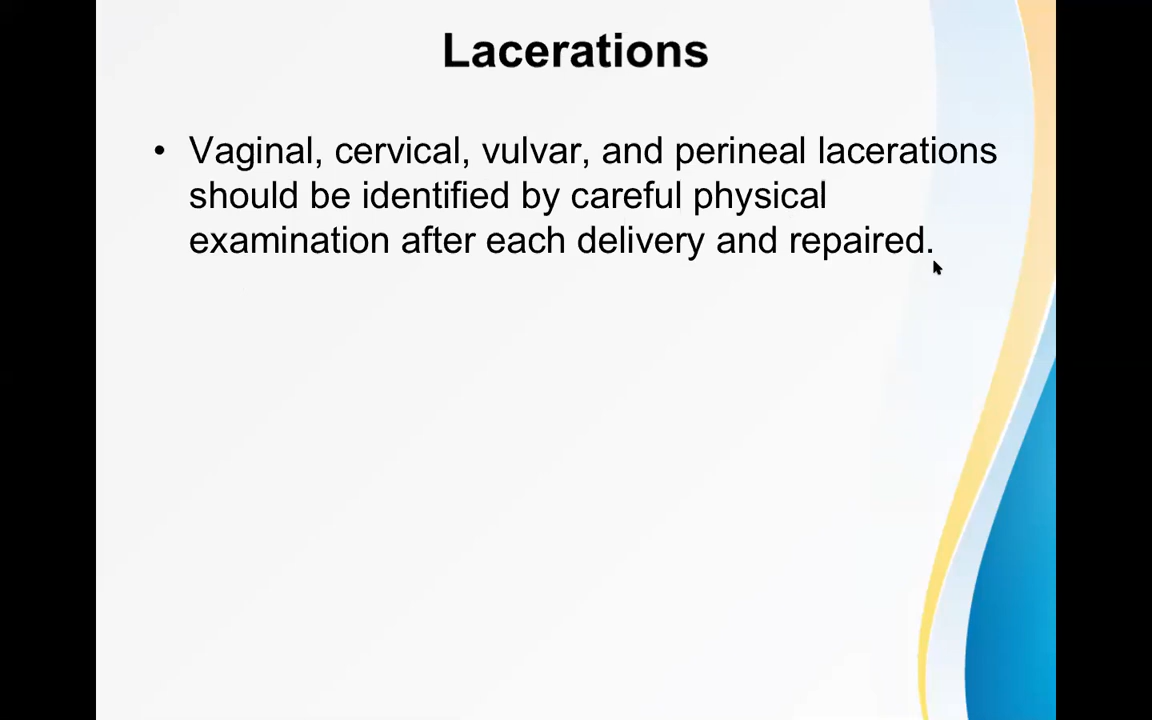 Lacerations
• Vaginal, cervical, vulvar, and perineal lacerations
should be identified by careful physical
examination after each delivery and repaired.